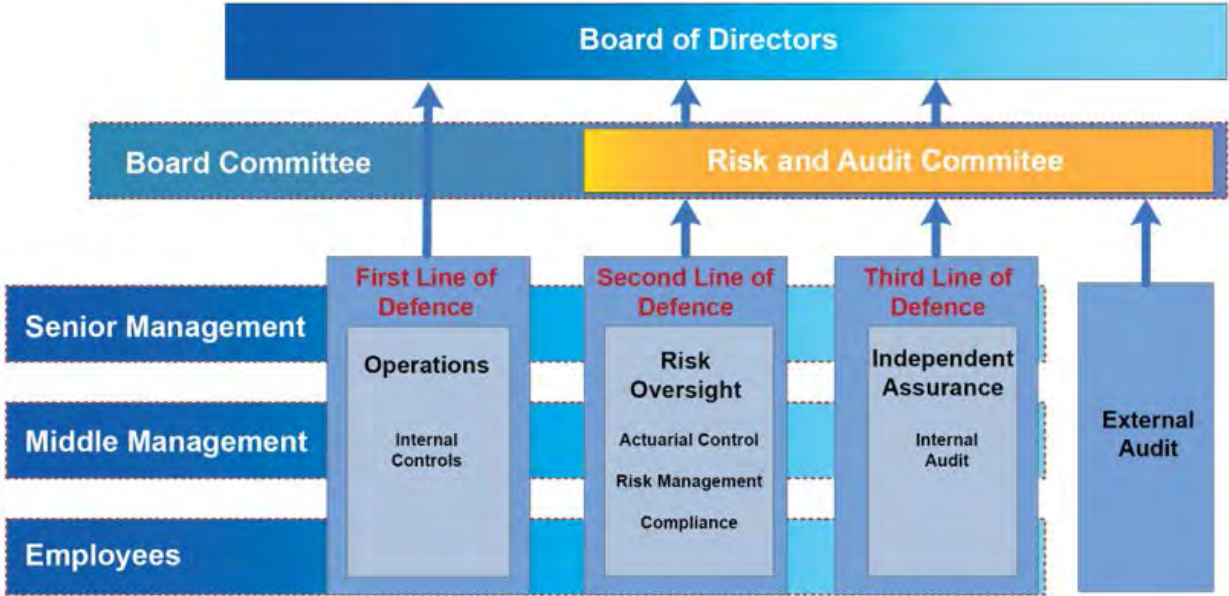 Board of Directors
Board Committee
Risk and Audit Commitee
First Line of
Defence
Second Line of
Defence
Third Line of
Defence
Senior Management
Middle Management
Employees
Operations
Internal
Controls
Risk
Oversight
Actuarial Control
Risk Management
Compliance
Independent
Assurance
Internal
Audit
External
Audit